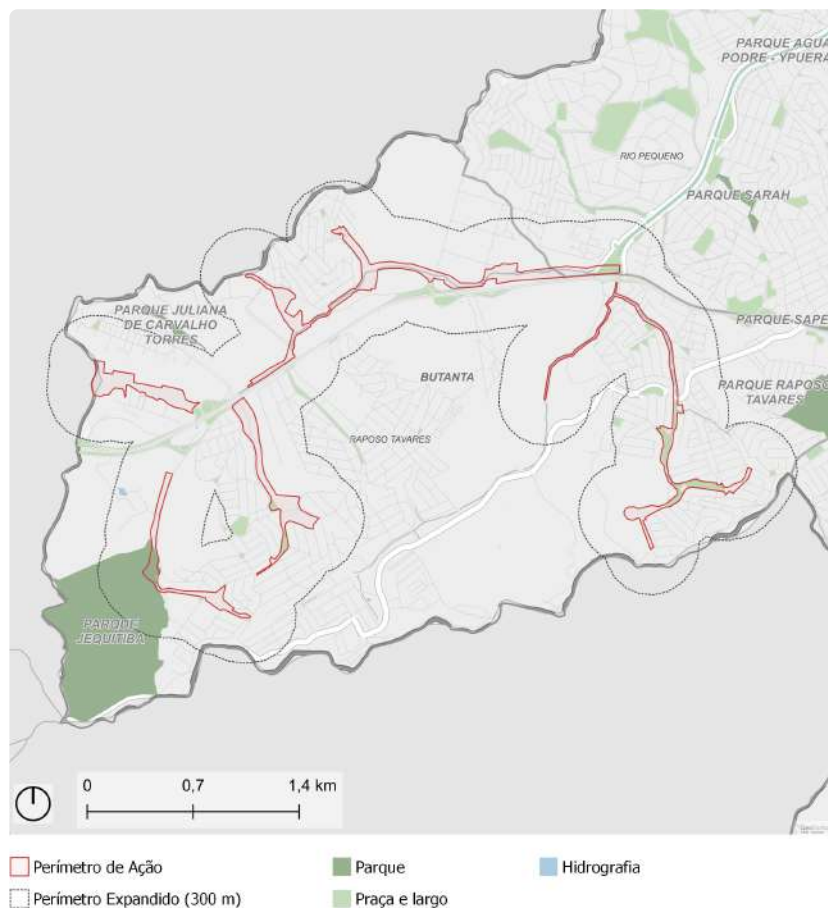 PARQUE AGUA
PODRE - YPUERA
RIO PEQUENO
PARQUE SARAH
PARQUE JULIANA
DE CARVALHO
TORRES
PARQUE SAPE
BUTANTA
PARQUE RAPOSO
TAVARES
RAPOSO TAVARES
PARQUE
JEQUITIBA
0 0,7 1,4 km
Perímetro de Ação
Parque
Hidrografia
Perímetro Expandido (300 m)
Praça e largo